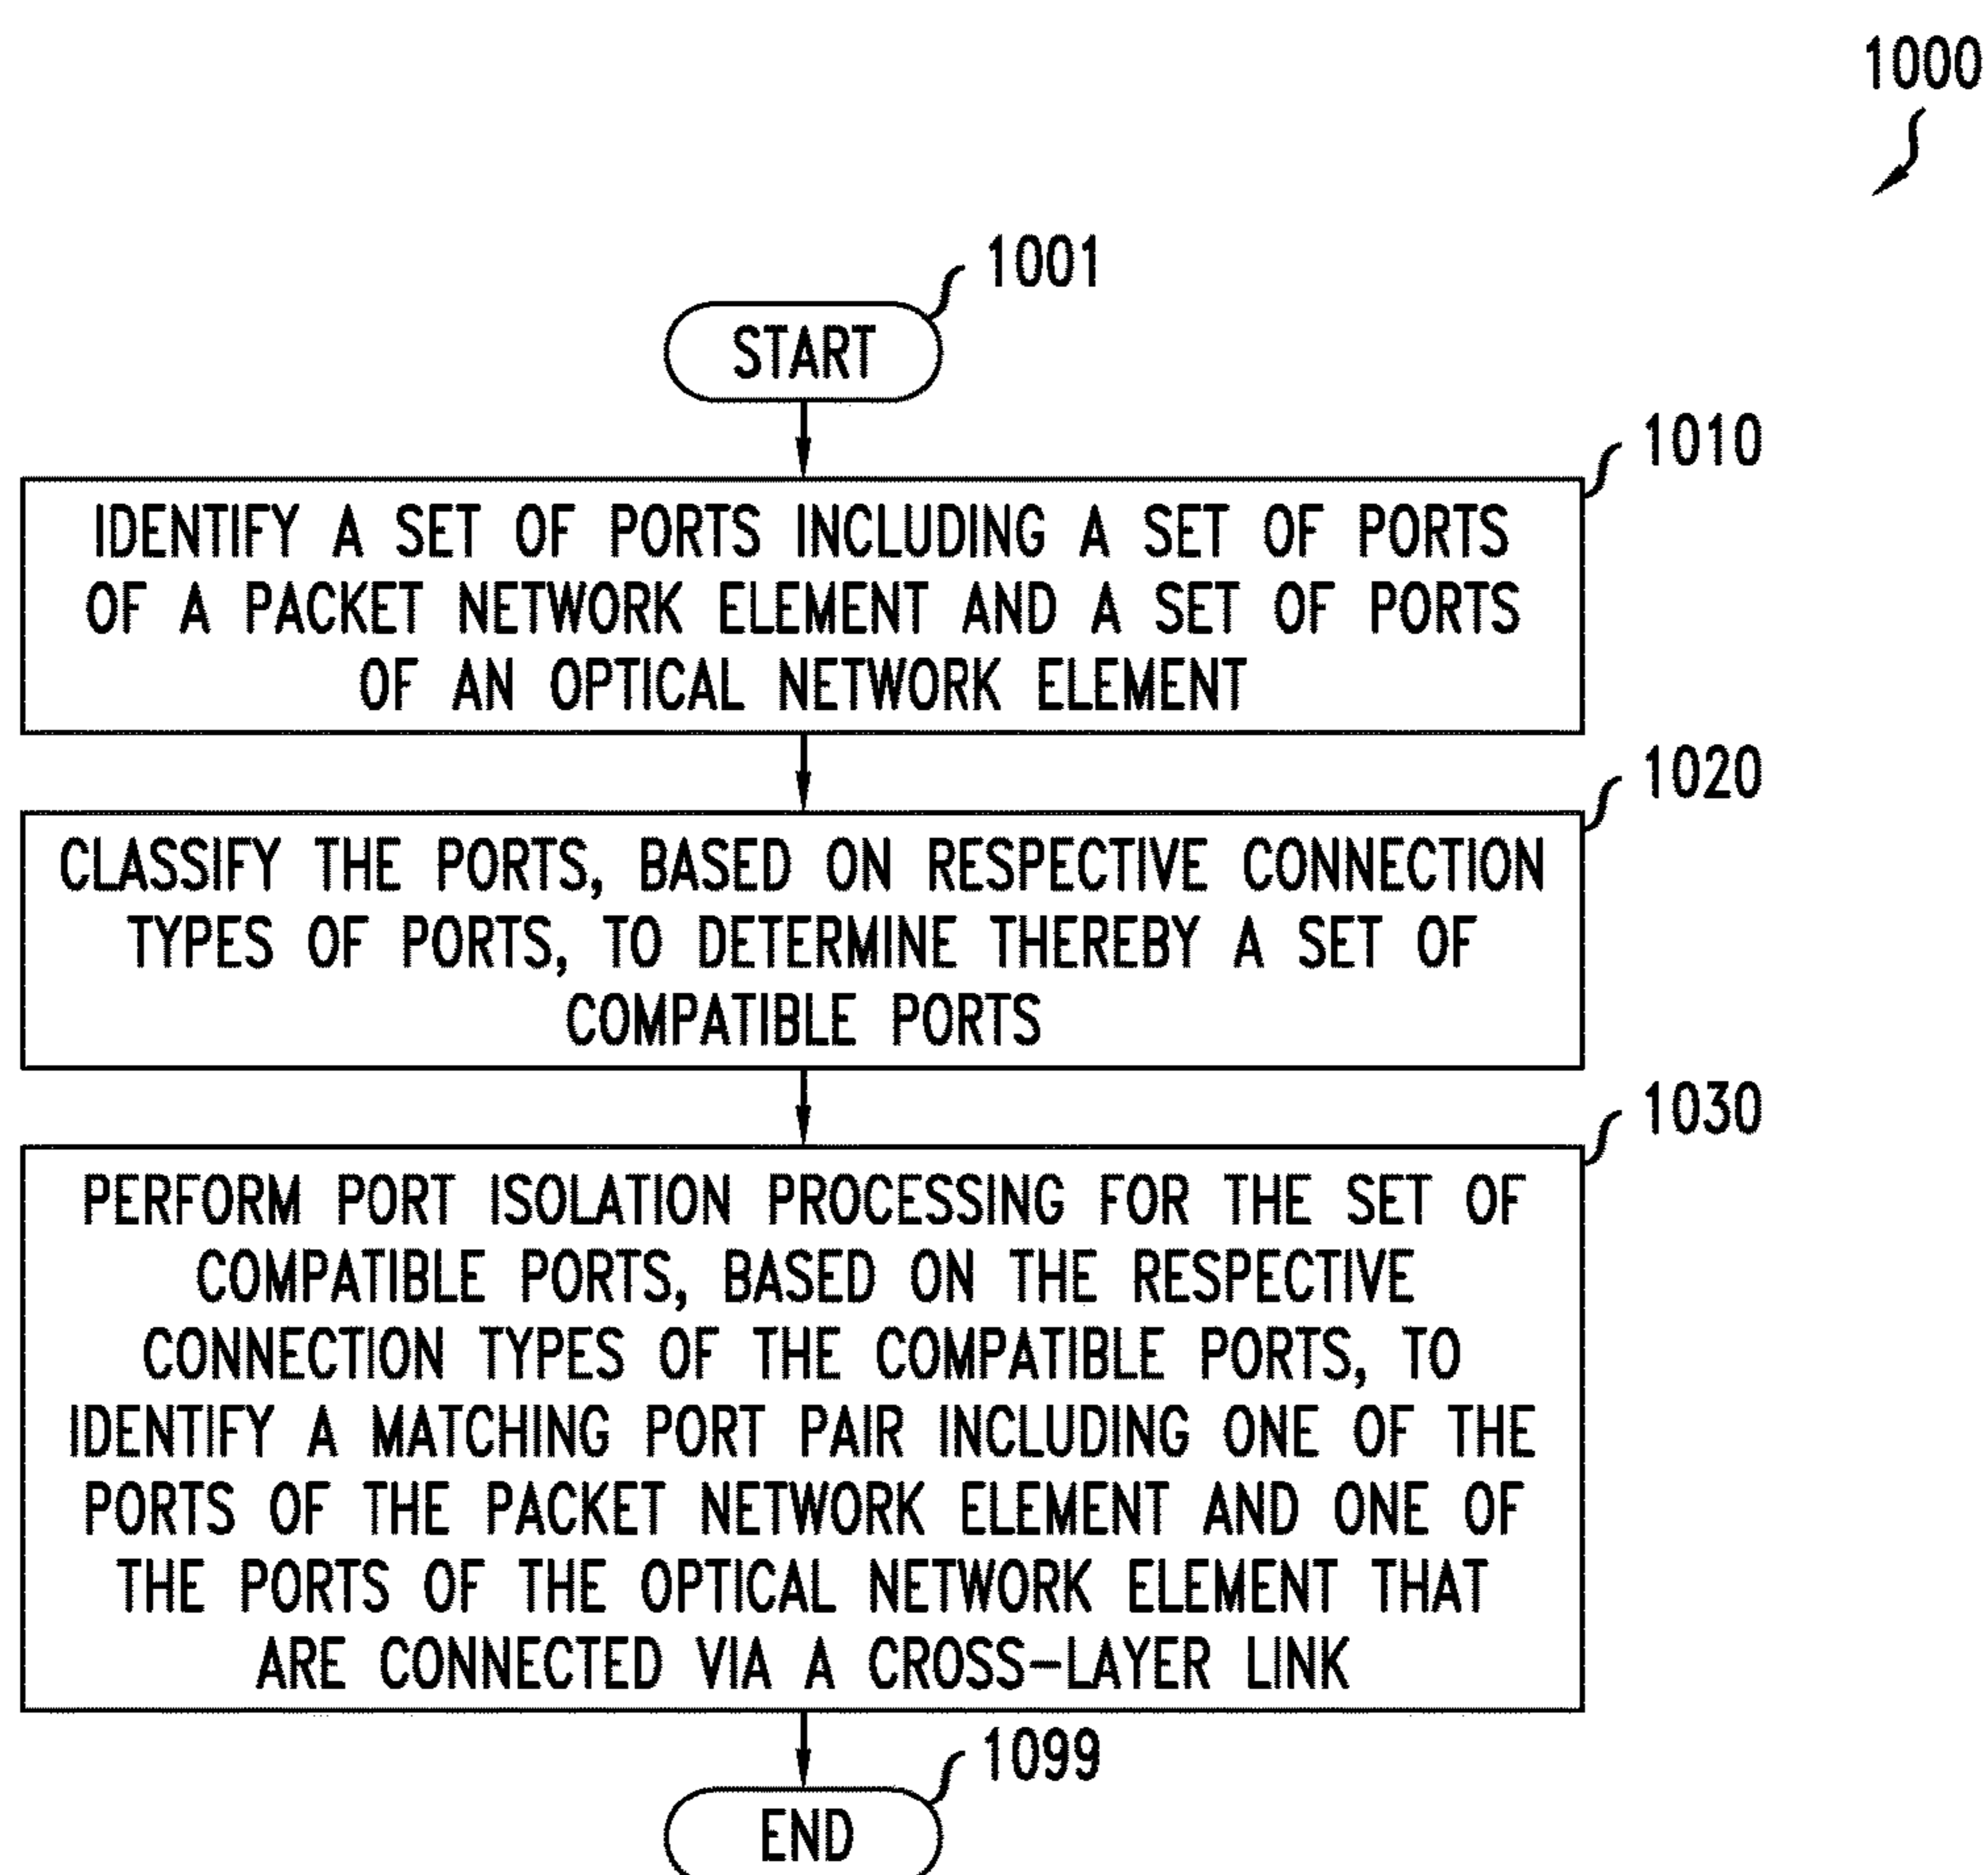 1000
1001
START
1010
IDENTIFY A SET OF PORTS INCLUDING A SET OF PORTS
OF A PACKET NETWORK ELEMENT AND A SET OF PORTS
OF AN OPTICAL NETWORK ELEMENT
1020
CLASSIFY THE PORTS, BASED ON RESPECTIVE CONNECTION
TYPES OF PORTS, TO DETERMINE THEREBY A SET OF
COMPATIBLE PORTS
1030
PERFORM PORT ISOLATION PROCESSING FOR THE SET OF
COMPATIBLE PORTS, BASED ON THE RESPECTIVE
CONNECTION TYPES OF THE COMPATIBLE PORTS, TO
IDENTIFY A MATCHING PORT PAIR INCLUDING ONE OF THE
PORTS OF THE PACKET NETWORK ELEMENT AND ONE OF
THE PORTS OF THE OPTICAL NETWORK ELEMENT THAT
ARE CONNECTED VIA A CROSS-LAYER LINK
1099
END